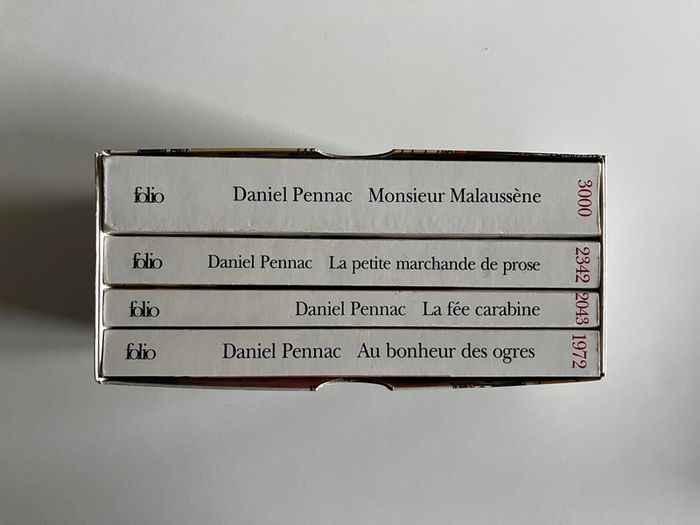 folio Daniel Pennac Monsieur Malaussène 3000
folio Daniel Pennac La petite marchande de prose 2342
folio Daniel Pennac La fée carabine 2043
folio Daniel Pennac Au bonheur des ogres 1972